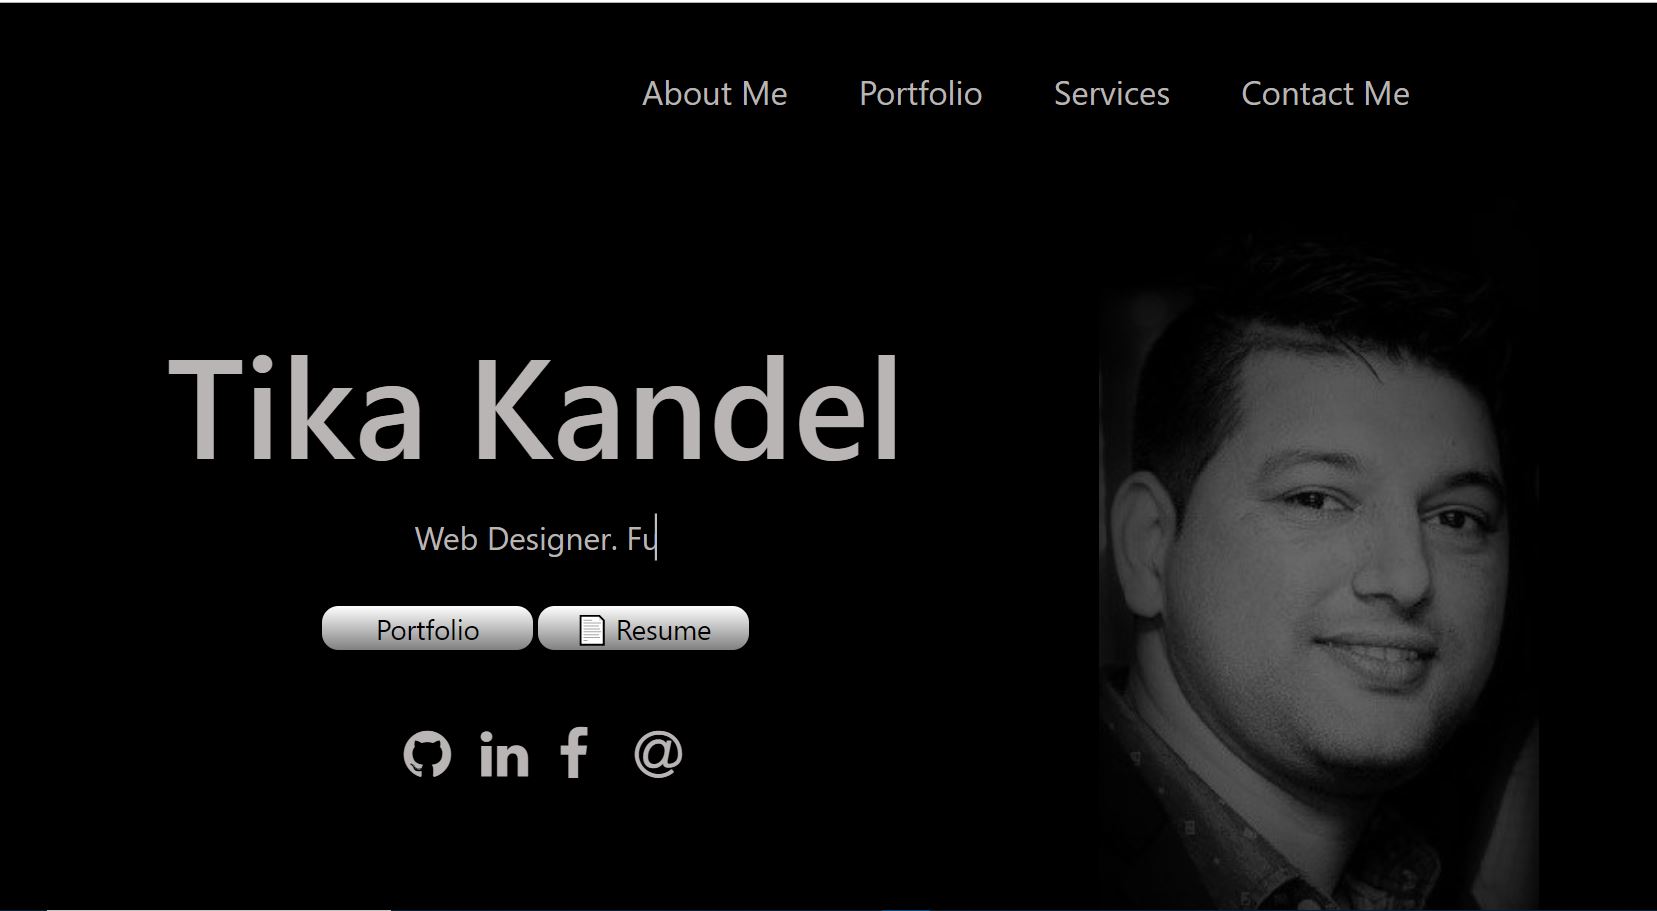 About Me Portfolio Services Contact Me
Tika Kandel
Web Designer. Fu
Portfolio Resume
in f @